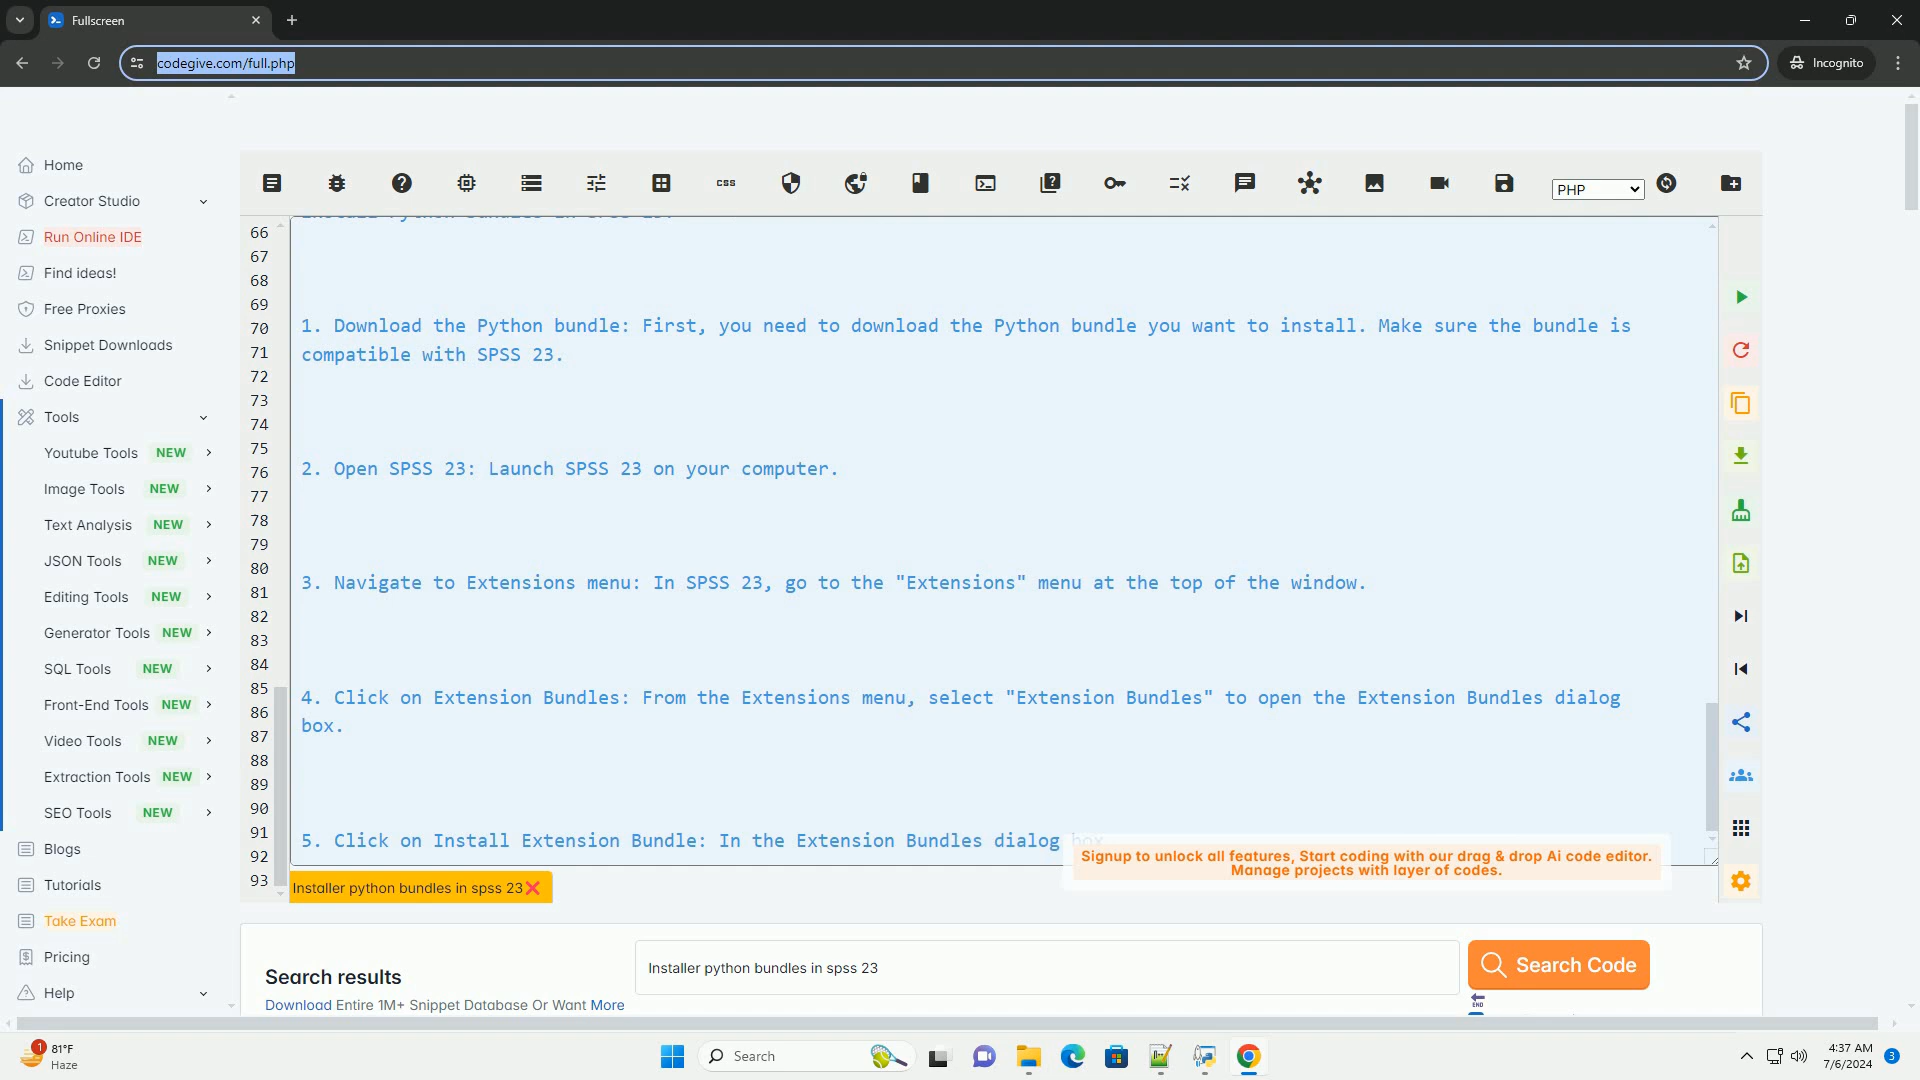 Fullscreen
codegive.com/full.php
Incognito
Home
Creator Studio
Run Online IDE
Find ideas!
Free Proxies
Snippet Downloads
Code Editor
Tools
Youtube Tools NEW
Image Tools NEW
Text Analysis NEW
JSON Tools NEW
Editing Tools NEW
Generator Tools NEW
SQL Tools NEW
Front-End Tools NEW
Video Tools NEW
Extraction Tools NEW
SEO Tools NEW
Blogs
Tutorials
Take Exam
Pricing
Help
css
PHP
66
67
68
69
70
71
72
73
74
75
76
77
78
79
80
81
82
83
84
85
86
87
88
89
90
91
92
93
1. Download the Python bundle: First, you need to download the Python bundle you want to install. Make sure the bundle is
compatible with SPSS 23.
2. Open SPSS 23: Launch SPSS 23 on your computer.
3. Navigate to Extensions menu: In SPSS 23, go to the "Extensions" menu at the top of the window.
4. Click on Extension Bundles: From the Extensions menu, select "Extension Bundles" to open the Extension Bundles dialog
box.
5. Click on Install Extension Bundle: In the Extension Bundles dialog box
Signup to unlock all features, Start coding with our drag & drop Ai code editor.
Manage projects with layer of codes.
Installer python bundles in spss 23
Search results
Download Entire 1M+ Snippet Database Or Want More
Installer python bundles in spss 23
Search Code
END
1
81°F
Haze
Search
4:37 AM
7/6/2024
3